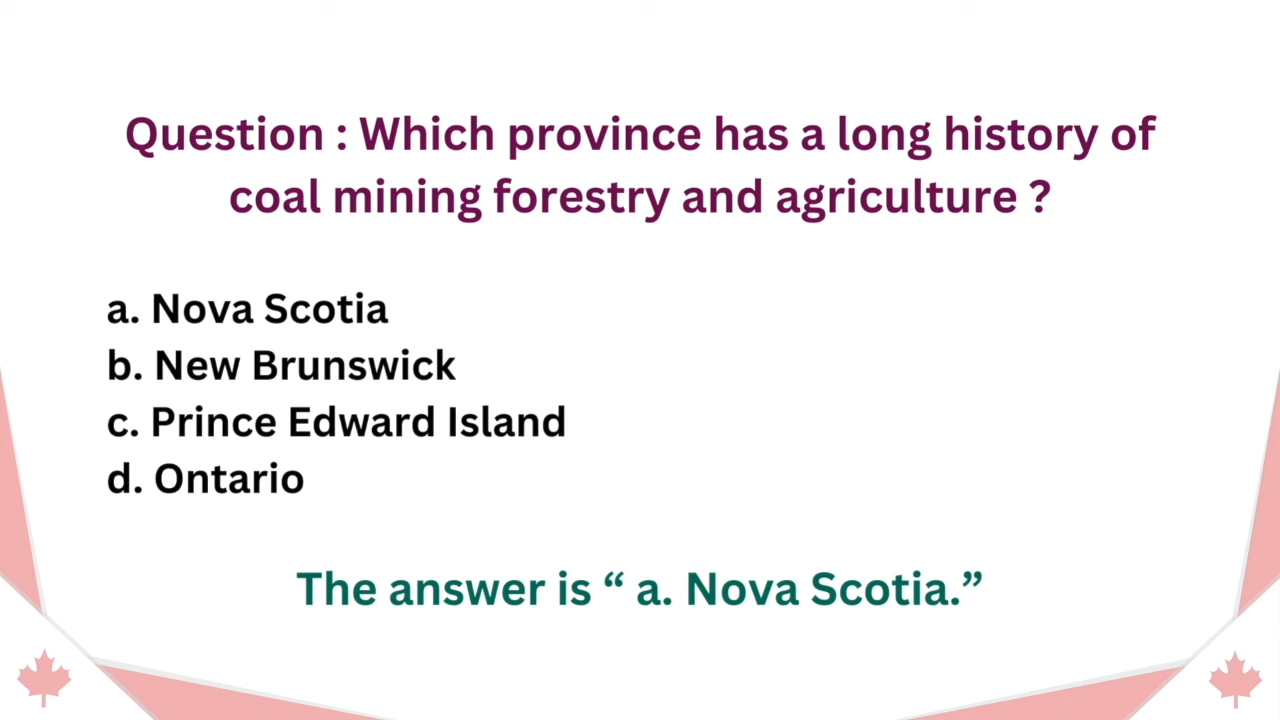 Question : Which province has a long history of
coal mining forestry and agriculture ?
a. Nova Scotia
b. New Brunswick
c. Prince Edward Island
d. Ontario
The answer is “ a. Nova Scotia.”